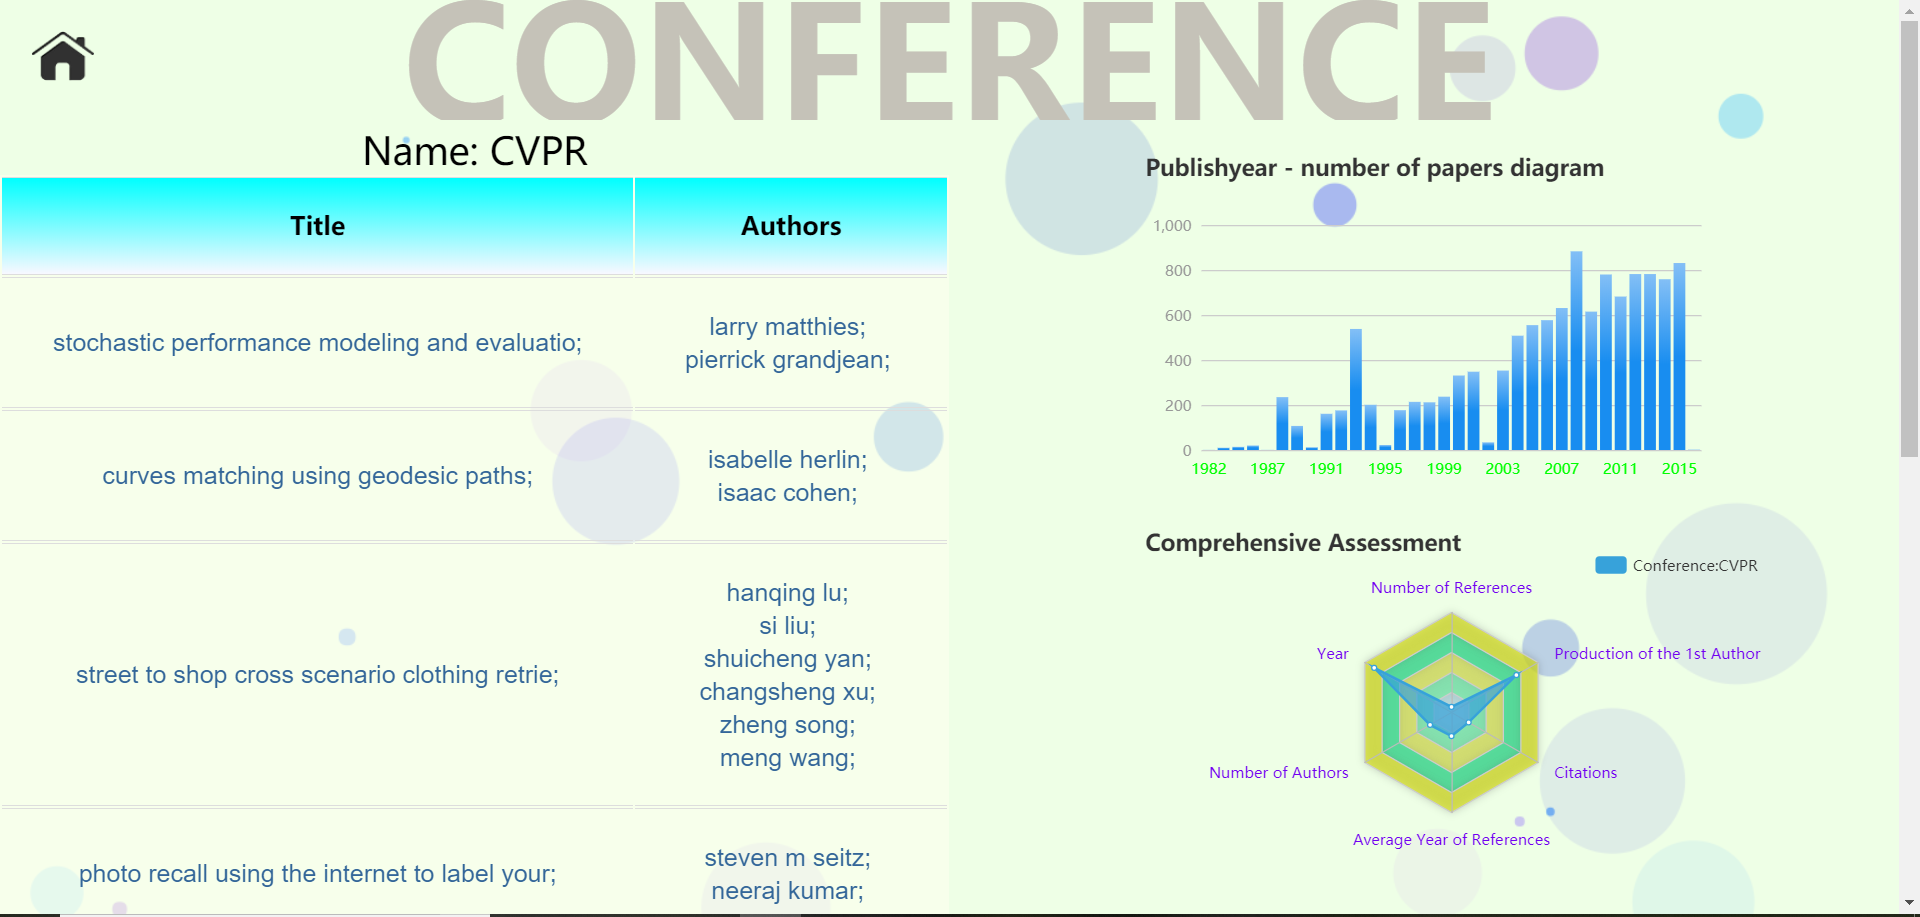 CONFERENCE
Name: CVPR
Title
Authors
stochastic performance modeling and evaluatio;
larry matthies;
pierrick grandjean;
curves matching using geodesic paths;
isabelle herlin;
isaac cohen;
street to shop cross scenario clothing retrie;
hanqing lu;
si liu;
shuicheng yan;
changsheng xu;
zheng song;
meng wang;
photo recall using the internet to label your;
steven m seitz;
neeraj kumar;
Publishyear - number of papers diagram
1,000
800
600
400
200
0
1982 1987 1991 1995 1999 2003 2007 2011 2015
Comprehensive Assessment
Conference:CVPR
Number of References
Year
Production of the 1st Author
Number of Authors
Citations
Average Year of References